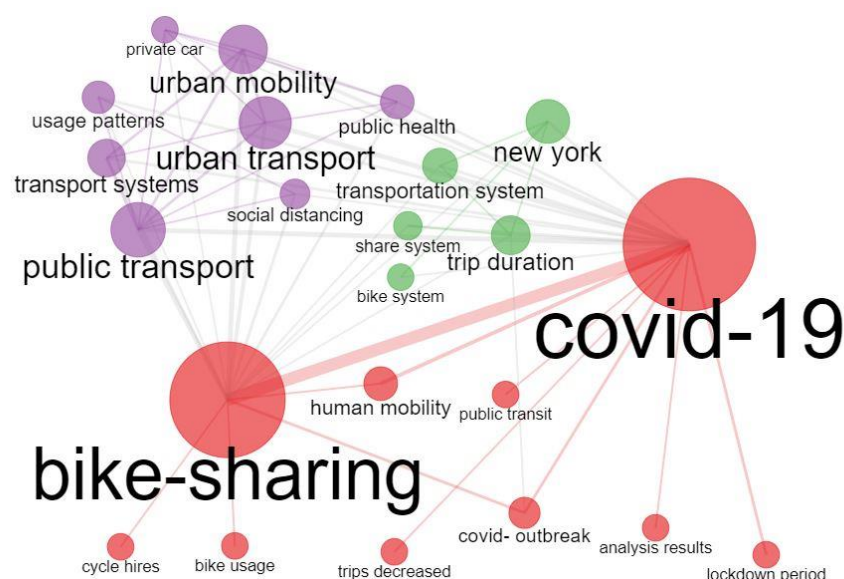 private car
urban mobility
usage patterns
public health
urban transport
new york
transport systems
transportation system
social distancing
share system
public transport
trip duration
bike system
covid-19
human mobility
public transit
bike-sharing
covid- outbreak
analysis results
cycle hires
bike usage
trips decreased
lockdown period